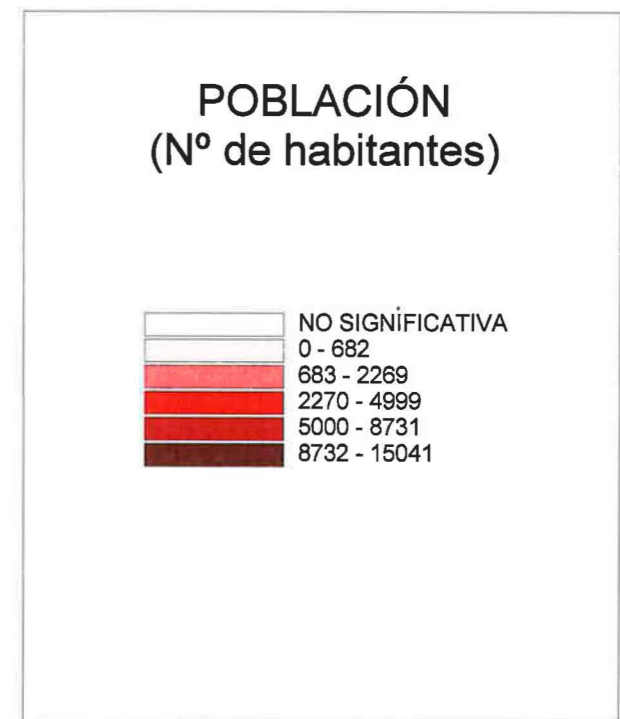 POBLACIÓN
(Nº de habitantes)
NO SIGNIFICATIVA
0 - 682
683 - 2269
2270 - 4999
5000 - 8731
8732 - 15041